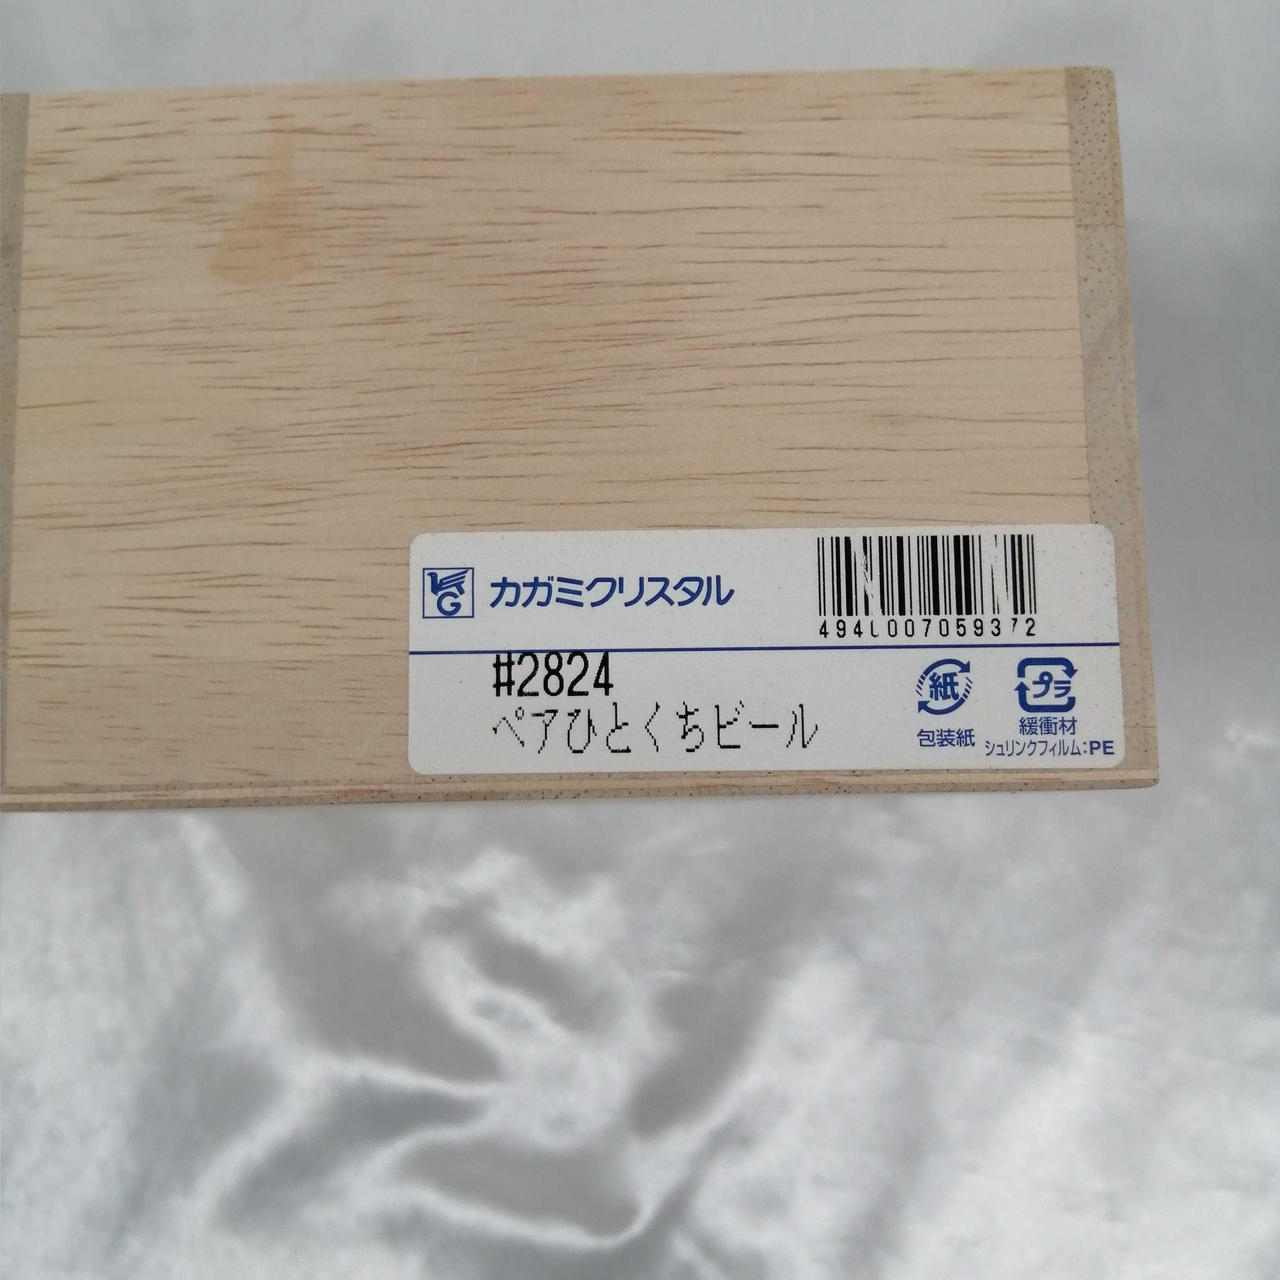 カガミクリスタル
4940007059372
#2824
ペアひとくちビール
紙
包装紙
プラ
緩衝材
シュリンクフィルム:PE